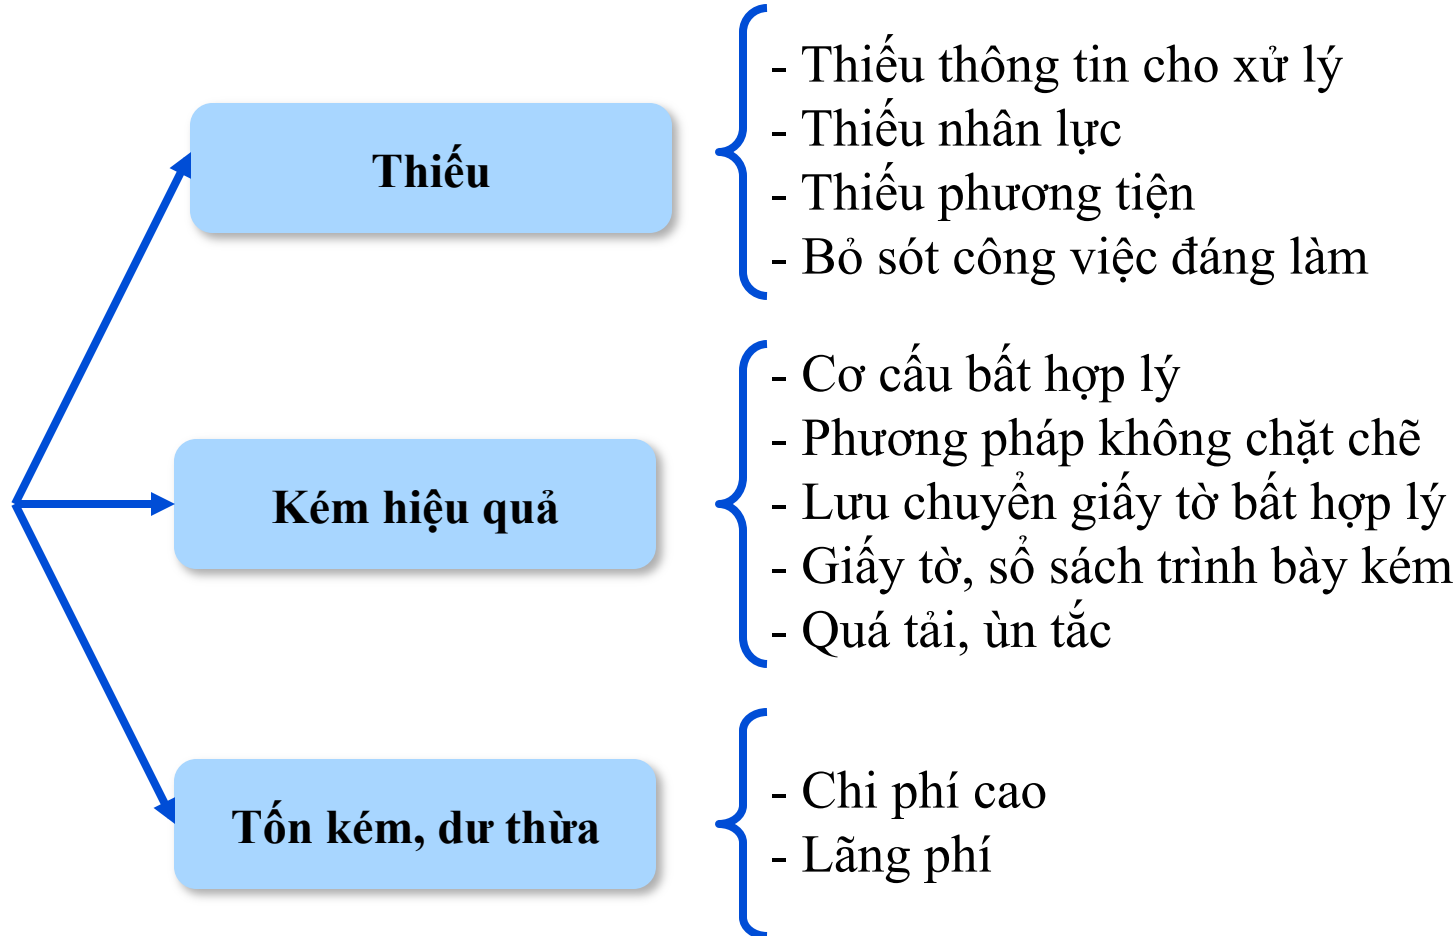 Thiếu
- Thiếu thông tin cho xử lý
- Thiếu nhân lực
- Thiếu phương tiện
- Bỏ sót công việc đáng làm
Kém hiệu quả
- Cơ cấu bất hợp lý
- Phương pháp không chặt chẽ
- Lưu chuyển giấy tờ bất hợp lý
- Giấy tờ, sổ sách trình bày kém
- Quá tải, ùn tắc
Tốn kém, dư thừa
- Chi phí cao
- Lãng phí